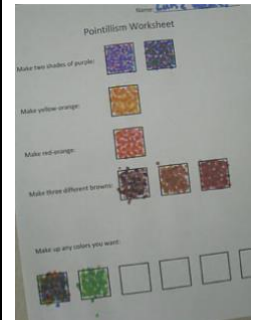 Name:
Pointillism Worksheet
Make two shades of purple:
Make yellow-orange:
Make red-orange:
Make three different browns:
Make up any colors you want: